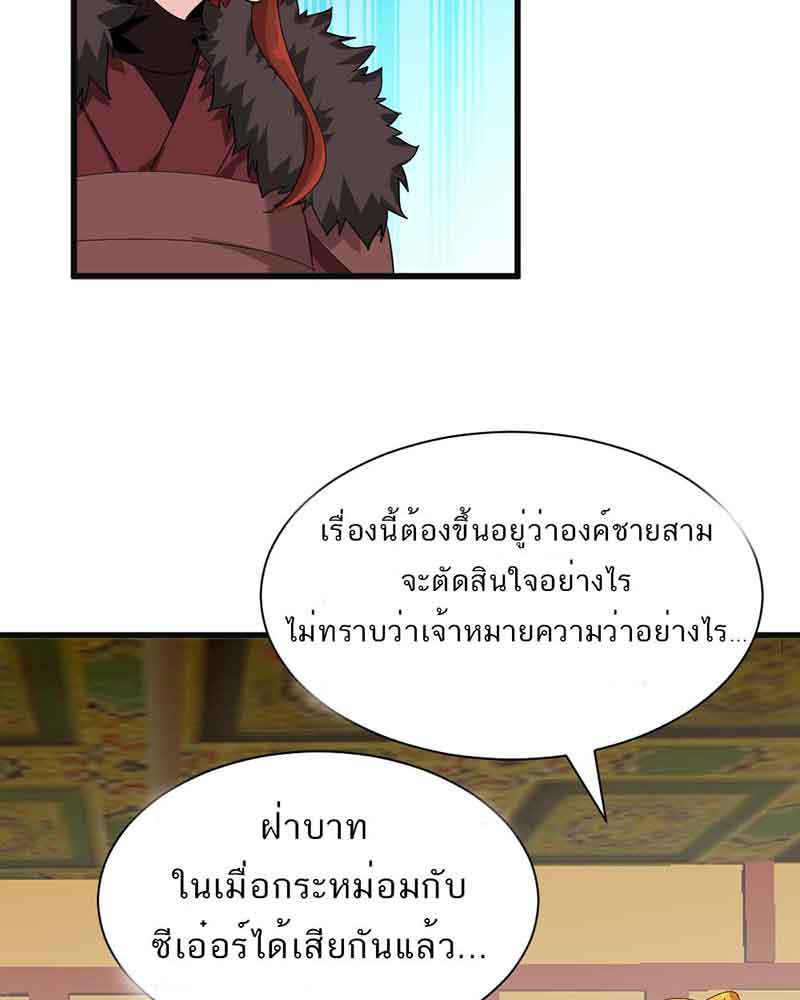 เรื่องนี้ต้องขึ้นอยู่ว่าองค์ชายสาม
จะตัดสินใจอย่างไร
ไม่ทราบว่าเจ้าหมายความว่าอย่างไร...
ฝ่าบาท
ในเมื่อกระหม่อมกับ
ซีเอ๋อร์ได้เสียกันแล้ว...